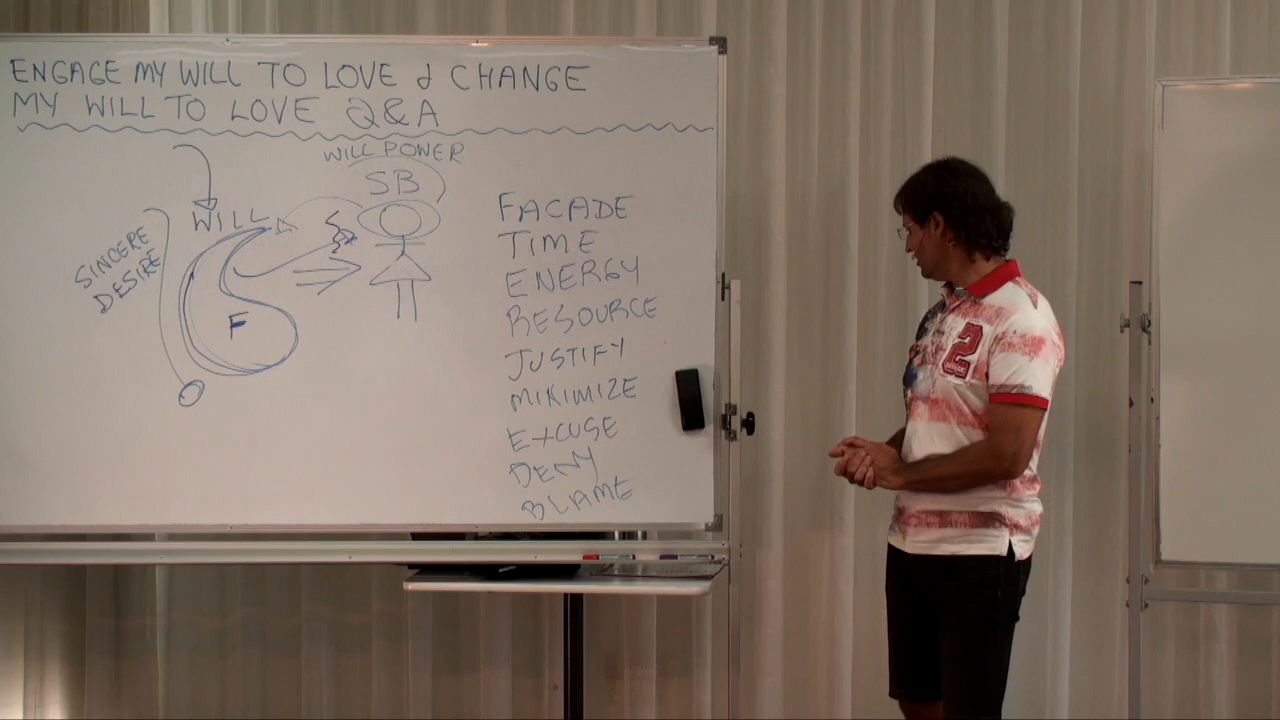 ENGAGE MY WILL TO LOVE & CHANGE
MY WILL TO LOVE Q&A
WILL POWER
SB
WILL
SINCERE
DESIRE
F
FACADE
TIME
ENERGY
RESOURCE
JUSTIFY
MINIMIZE
EXCUSE
DENY
BLAME
2